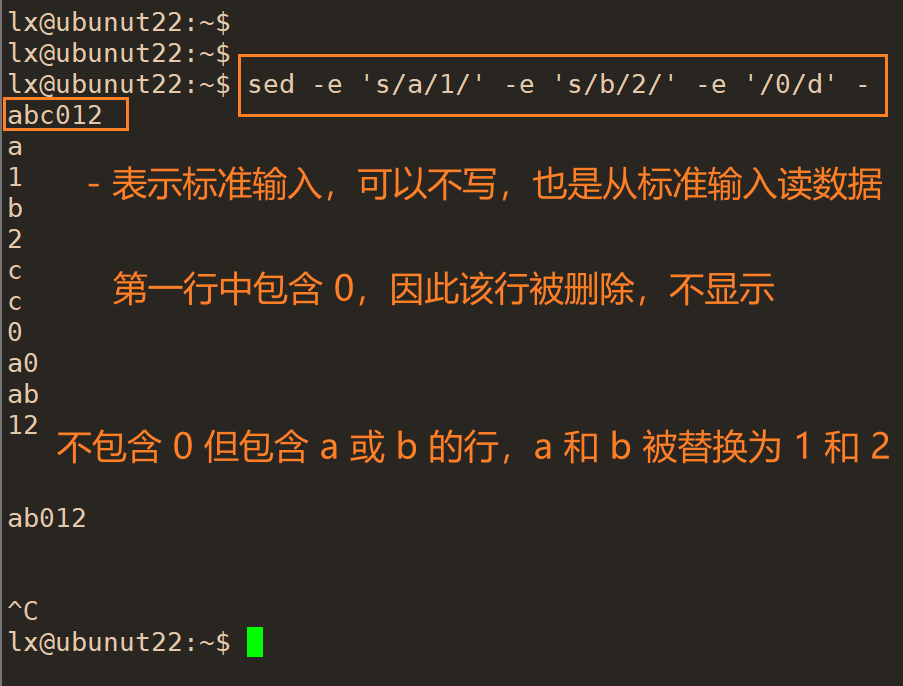 lx@ubunut22:~$
lx@ubunut22:~$
lx@ubunut22:~$ sed -e 's/a/1/' -e 's/b/2/' -e '/0/d' -
abc012
a
1
- 表示标准输入，可以不写，也是从标准输入读数据
b
2
c
第一行中包含 0，因此该行被删除，不显示
c
0
a0
ab
12
不包含 0 但包含 a 或 b 的行，a 和 b 被替换为 1 和 2
ab012
^C
lx@ubunut22:~$